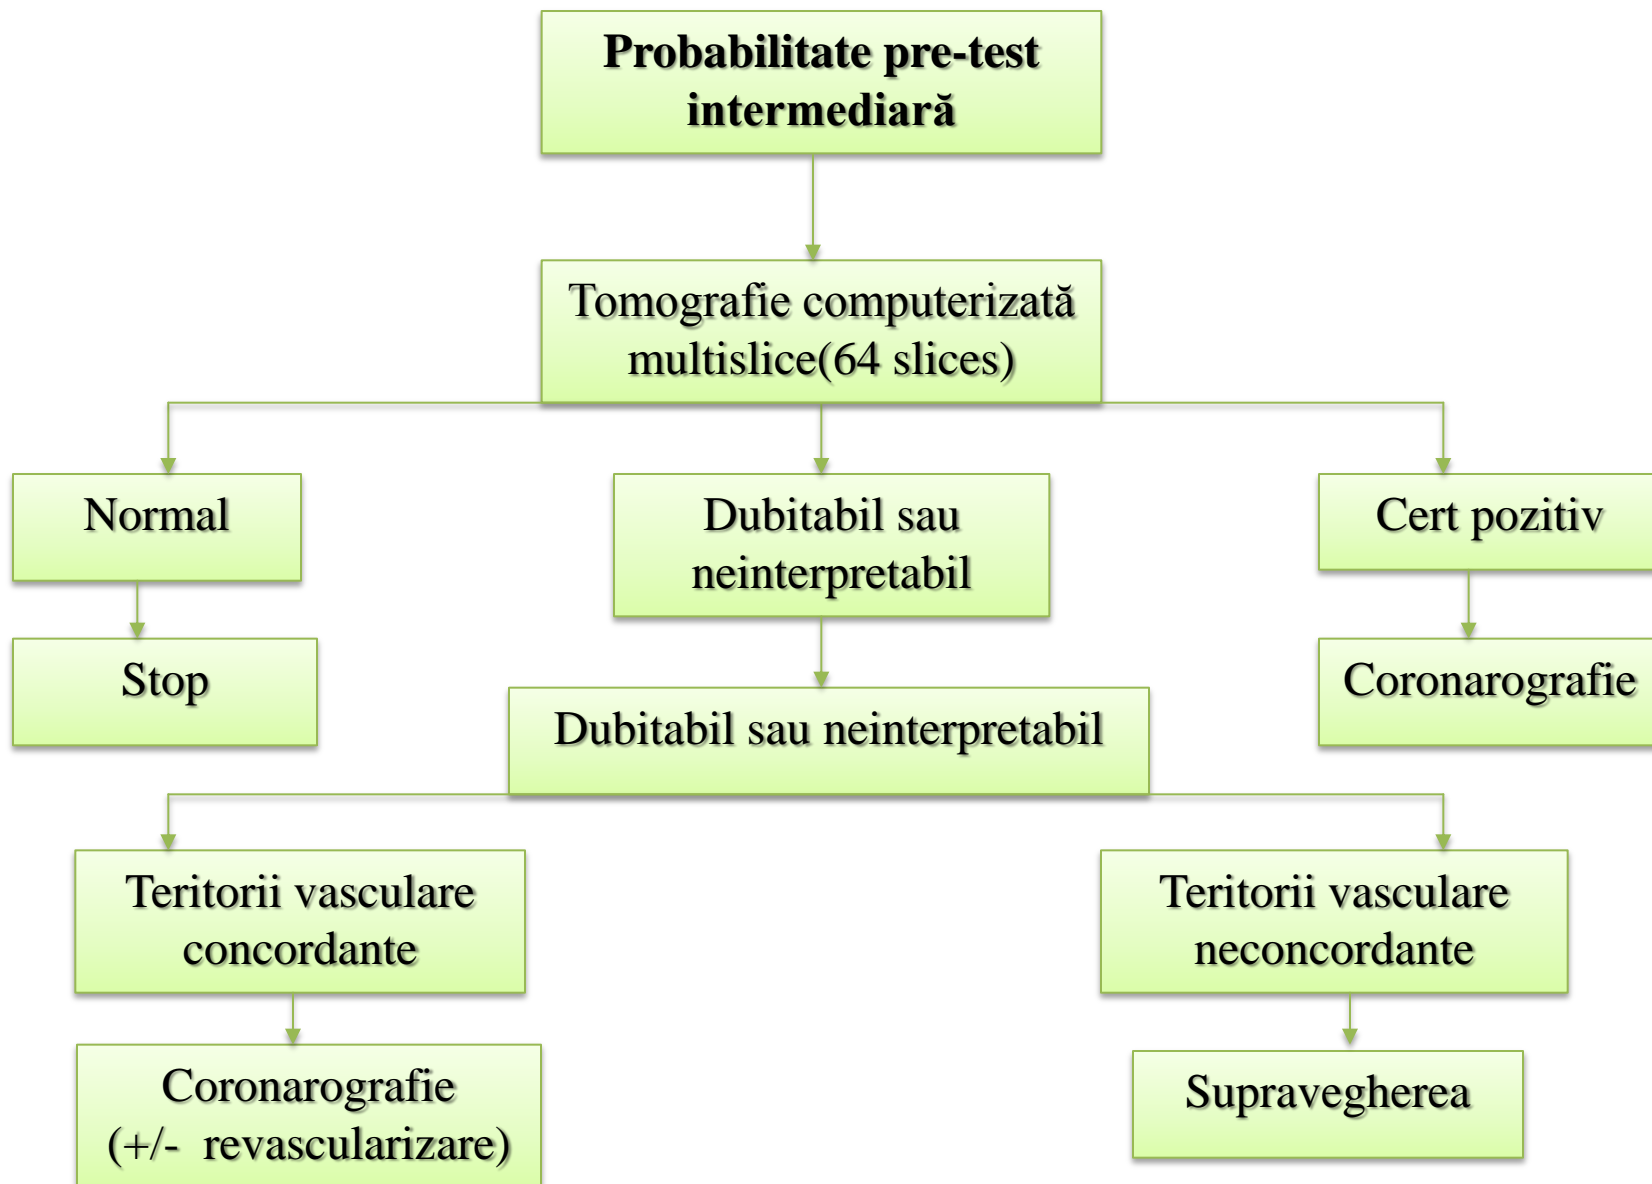 Probabilitate pre-test
intermediară
Tomografie computerizată
multislice(64 slices)
Normal
Dubitabil sau
neinterpretabil
Cert pozitiv
Stop
Coronarografie
Dubitabil sau neinterpretabil
Teritorii vasculare
concordante
Teritorii vasculare
neconcordante
Coronarografie
(+/- revascularizare)
Supravegherea